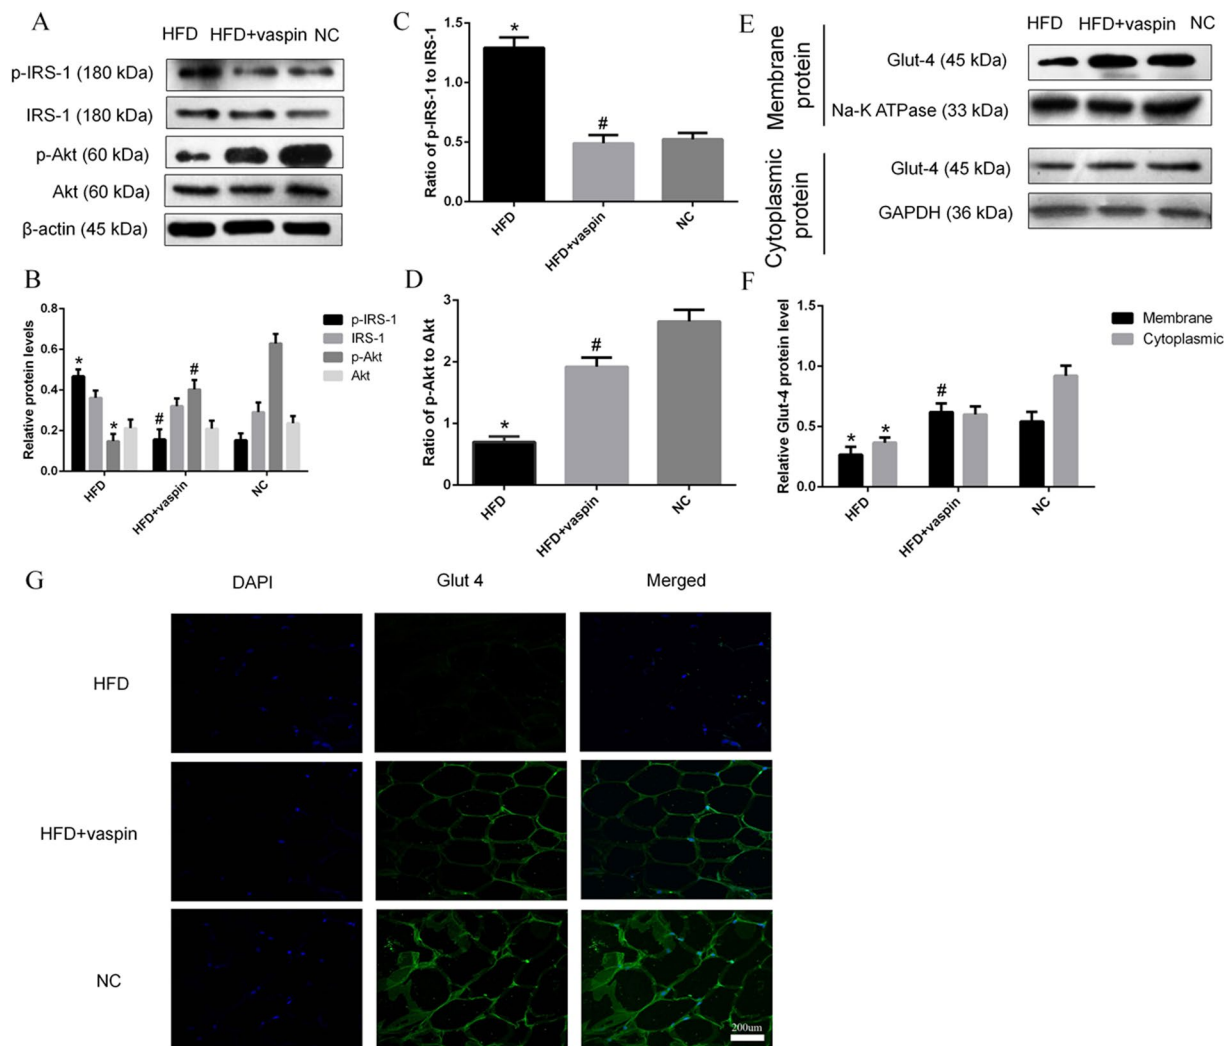 A
HFD HFD+vaspin NC
p-IRS-1 (180 kDa)
IRS-1 (180 kDa)
p-Akt (60 kDa)
Akt (60 kDa)
β-actin (45 kDa)
B
Relative protein levels
0.8
0.6
0.4
0.2
0.0
* * # #
HFD
HFD+vaspin
NC
p-IRS-1
IRS-1
p-Akt
Akt
C
Ratio of p-IRS-1 to IRS-1
1.5
1.0
0.5
0.0
* #
HFD
HFD+vaspin
NC
D
Ratio of p-Akt to Akt
3
2
1
0
* #
HFD
HFD+vaspin
NC
E
HFD HFD+vaspin NC
Membrane
protein
Glut-4 (45 kDa)
Na-K ATPase (33 kDa)
Cytoplasmic
protein
Glut-4 (45 kDa)
GAPDH (36 kDa)
F
Relative Glut-4 protein level
1.5
1.0
0.5
0.0
* * #
HFD
HFD+vaspin
NC
Membrane
Cytoplasmic
G
DAPI Glut 4 Merged
HFD
HFD+vaspin
NC
200um